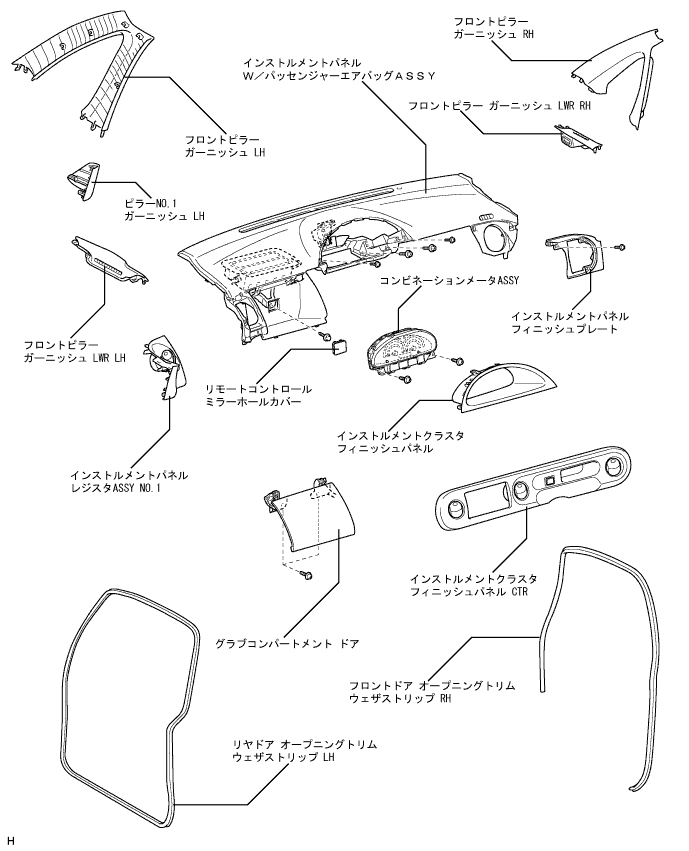 フロントピラー
ガーニッシュ RH
インストルメントパネル
W／パッセンジャーエアバッグＡＳＳＹ
フロントピラー ガーニッシュ LWR RH
フロントピラー
ガーニッシュ LH
ピラーNO.1
ガーニッシュ LH
コンビネーションメータASSY
インストルメントパネル
フィニッシュプレート
フロントピラー
ガーニッシュ LWR LH
リモートコントロール
ミラーホールカバー
インストルメントクラスタ
フィニッシュパネル
インストルメントパネル
レジスタASSY NO.1
インストルメントクラスタ
フィニッシュパネル CTR
グラブコンパートメント ドア
フロントドア オープニングトリム
ウェザストリップ RH
リヤドア オープニングトリム
ウェザストリップ LH
H